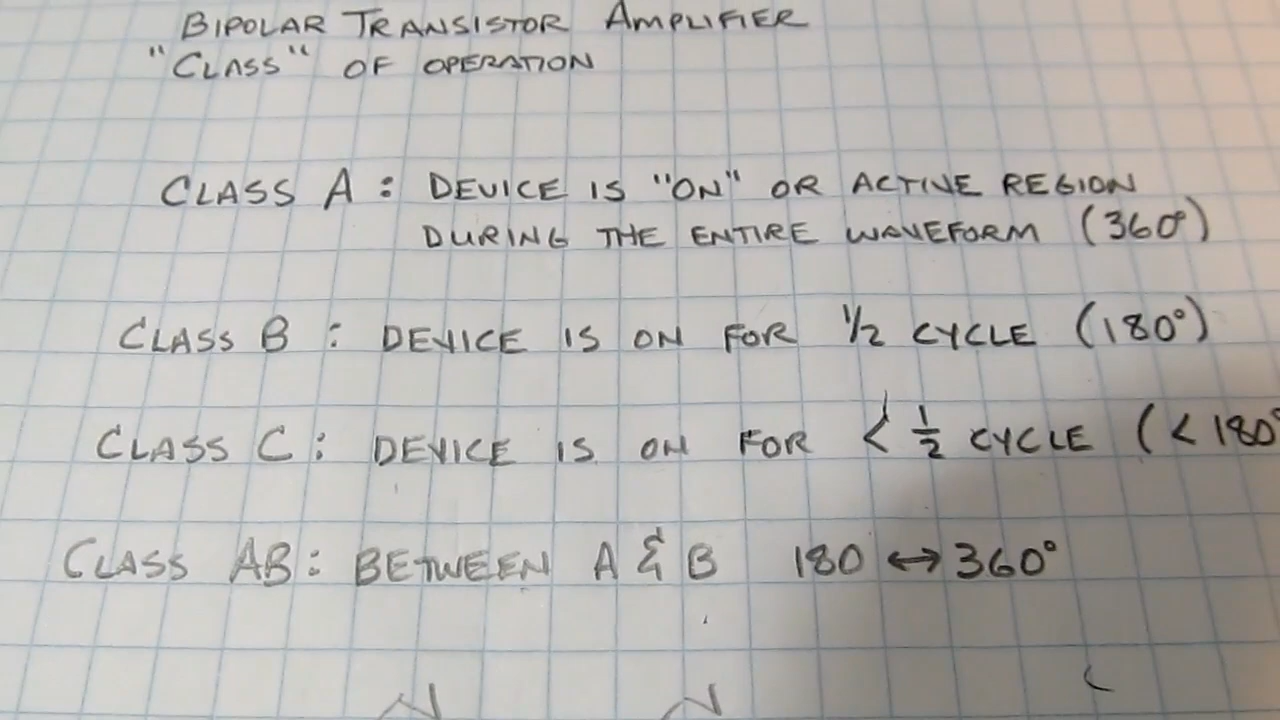 BIPOLAR TRANSISTOR AMPLIFIER
"CLASS" OF OPERATION
CLASS A : DEVICE IS "ON" OR ACTIVE REGION
DURING THE ENTIRE WAVEFORM (360°)
CLASS B : DEVICE IS ON FOR 1/2 CYCLE (180°)
CLASS C : DEVICE IS ON FOR < 1/2 CYCLE (< 180°
CLASS AB : BETWEEN A & B 180 ↔ 360°